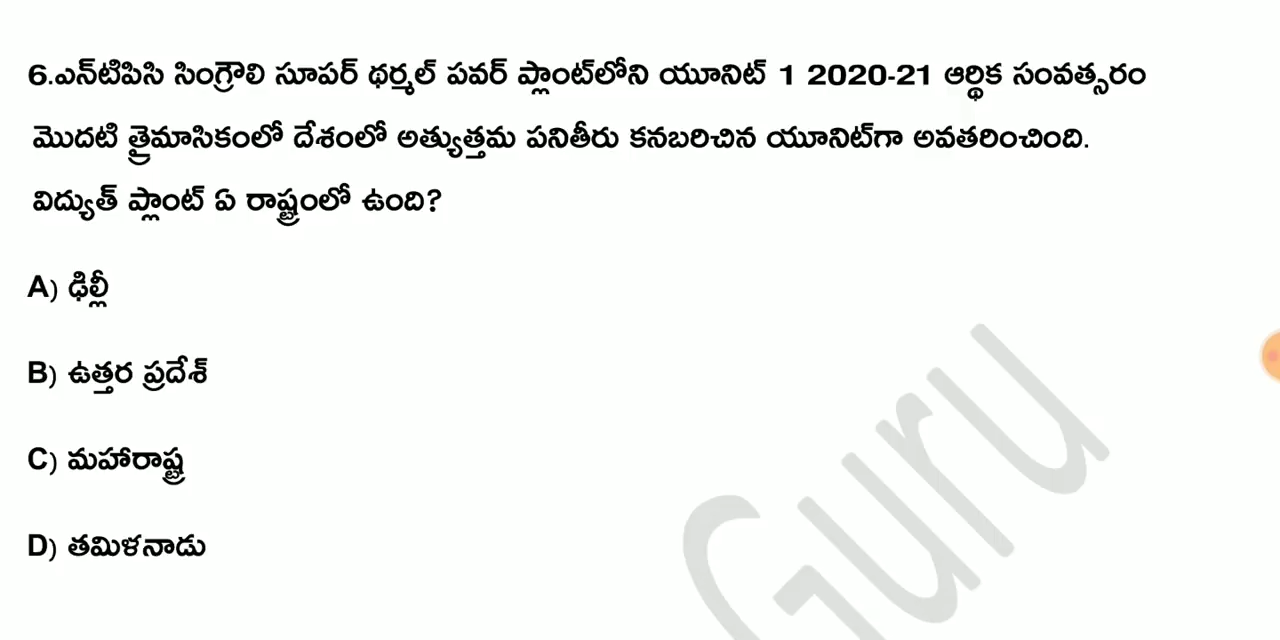 6.ఎన్‌టిపిసి సింగ్రౌలి సూపర్ థర్మల్ పవర్ ప్లాంట్‌లోని యూనిట్ 1 2020-21 ఆర్థిక సంవత్సరం
మొదటి త్రైమాసికంలో దేశంలో అత్యుత్తమ పనితీరు కనబరిచిన యూనిట్‌గా అవతరించింది.
విద్యుత్ ప్లాంట్ ఏ రాష్ట్రంలో ఉంది?
A) ఢిల్లీ
B) ఉత్తర ప్రదేశ్
C) మహారాష్ట్ర
D) తమిళనాడు
Guru